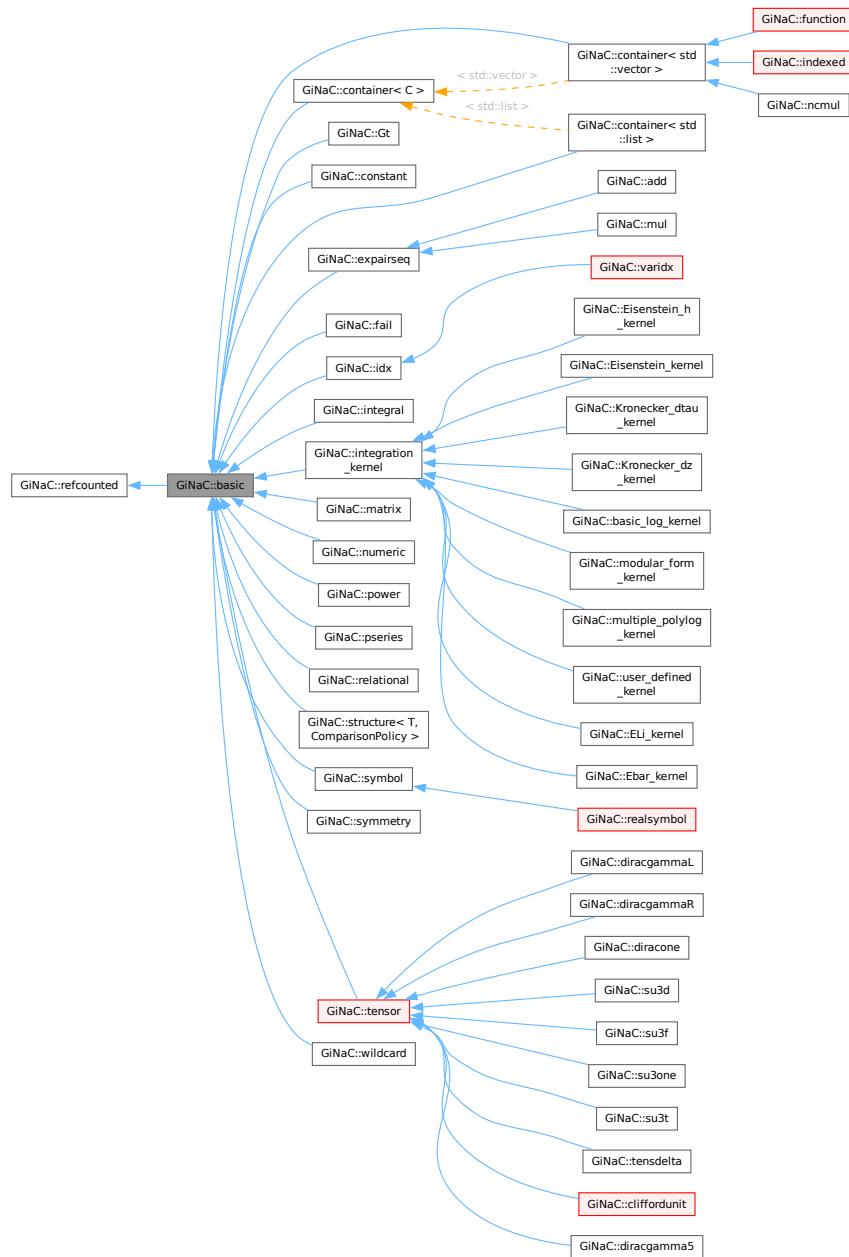 GiNaC::function
GiNaC::container< std
::vector >
GiNaC::indexed
< std::vector >
GiNaC::container< C >
GiNaC::ncmul
< std::list >
GiNaC::container< std
::list >
GiNaC::Gt
GiNaC::constant
GiNaC::add
GiNaC::mul
GiNaC::expairseq
GiNaC::varidx
GiNaC::Eisenstein_h
_kernel
GiNaC::fail
GiNaC::idx
GiNaC::Eisenstein_kernel
GiNaC::integral
GiNaC::Kronecker_dtau
_kernel
GiNaC::integration
_kernel
GiNaC::Kronecker_dz
_kernel
GiNaC::refcounted
GiNaC::basic
GiNaC::matrix
GiNaC::basic_log_kernel
GiNaC::numeric
GiNaC::modular_form
_kernel
GiNaC::power
GiNaC::multiple_polylog
_kernel
GiNaC::pseries
GiNaC::relational
GiNaC::user_defined
_kernel
GiNaC::structure< T,
ComparisonPolicy >
GiNaC::ELi_kernel
GiNaC::symbol
GiNaC::Ebar_kernel
GiNaC::symmetry
GiNaC::realsymbol
GiNaC::diracgammaL
GiNaC::diracgammaR
GiNaC::diracone
GiNaC::su3d
GiNaC::tensor
GiNaC::su3f
GiNaC::wildcard
GiNaC::su3one
GiNaC::su3t
GiNaC::tensdelta
GiNaC::cliffordunit
GiNaC::diracgamma5